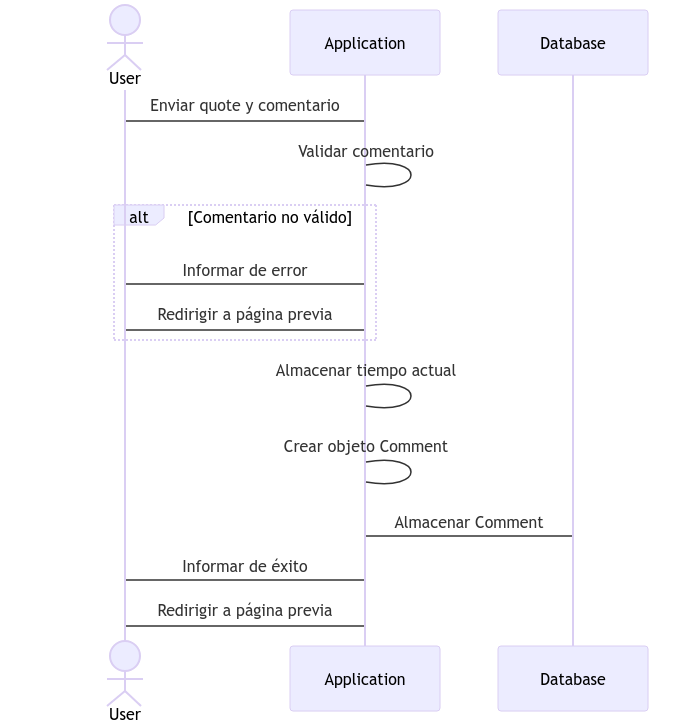 User
Application
Database
Enviar quote y comentario
Validar comentario
alt
[Comentario no válido]
Informar de error
Redirigir a página previa
Almacenar tiempo actual
Crear objeto Comment
Almacenar Comment
Informar de éxito
Redirigir a página previa
User
Application
Database